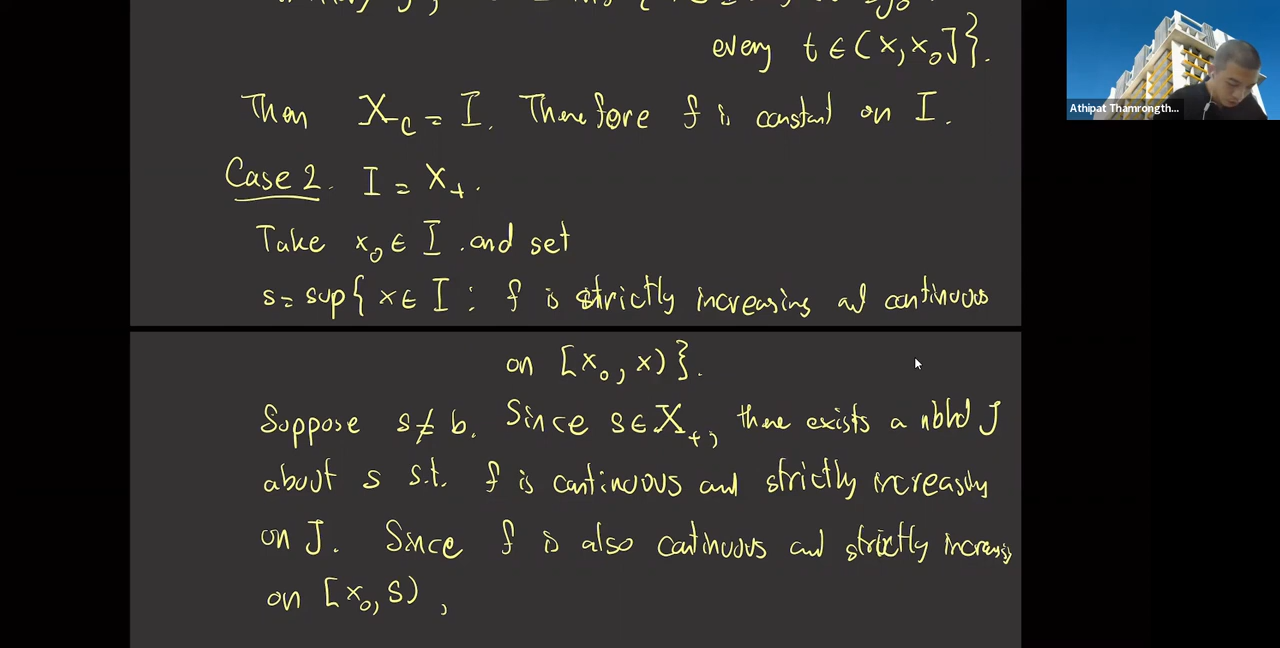 every t ∈ (x, x₀]}.
Then X_c = I. Therefore f is constant on I.
Case 2. I = X₊.
Take x₀ ∈ I and set
s = sup{ x ∈ I : f is strictly increasing and continuous
on [x₀, x) }.
Suppose s ≠ b. Since s ∈ X₊, there exists a nbhd J
about s s.t. f is continuous and strictly increasing
on J. Since f is also continuous and strictly increasing
on [x₀, s) ,
Athipat Thamrongth...